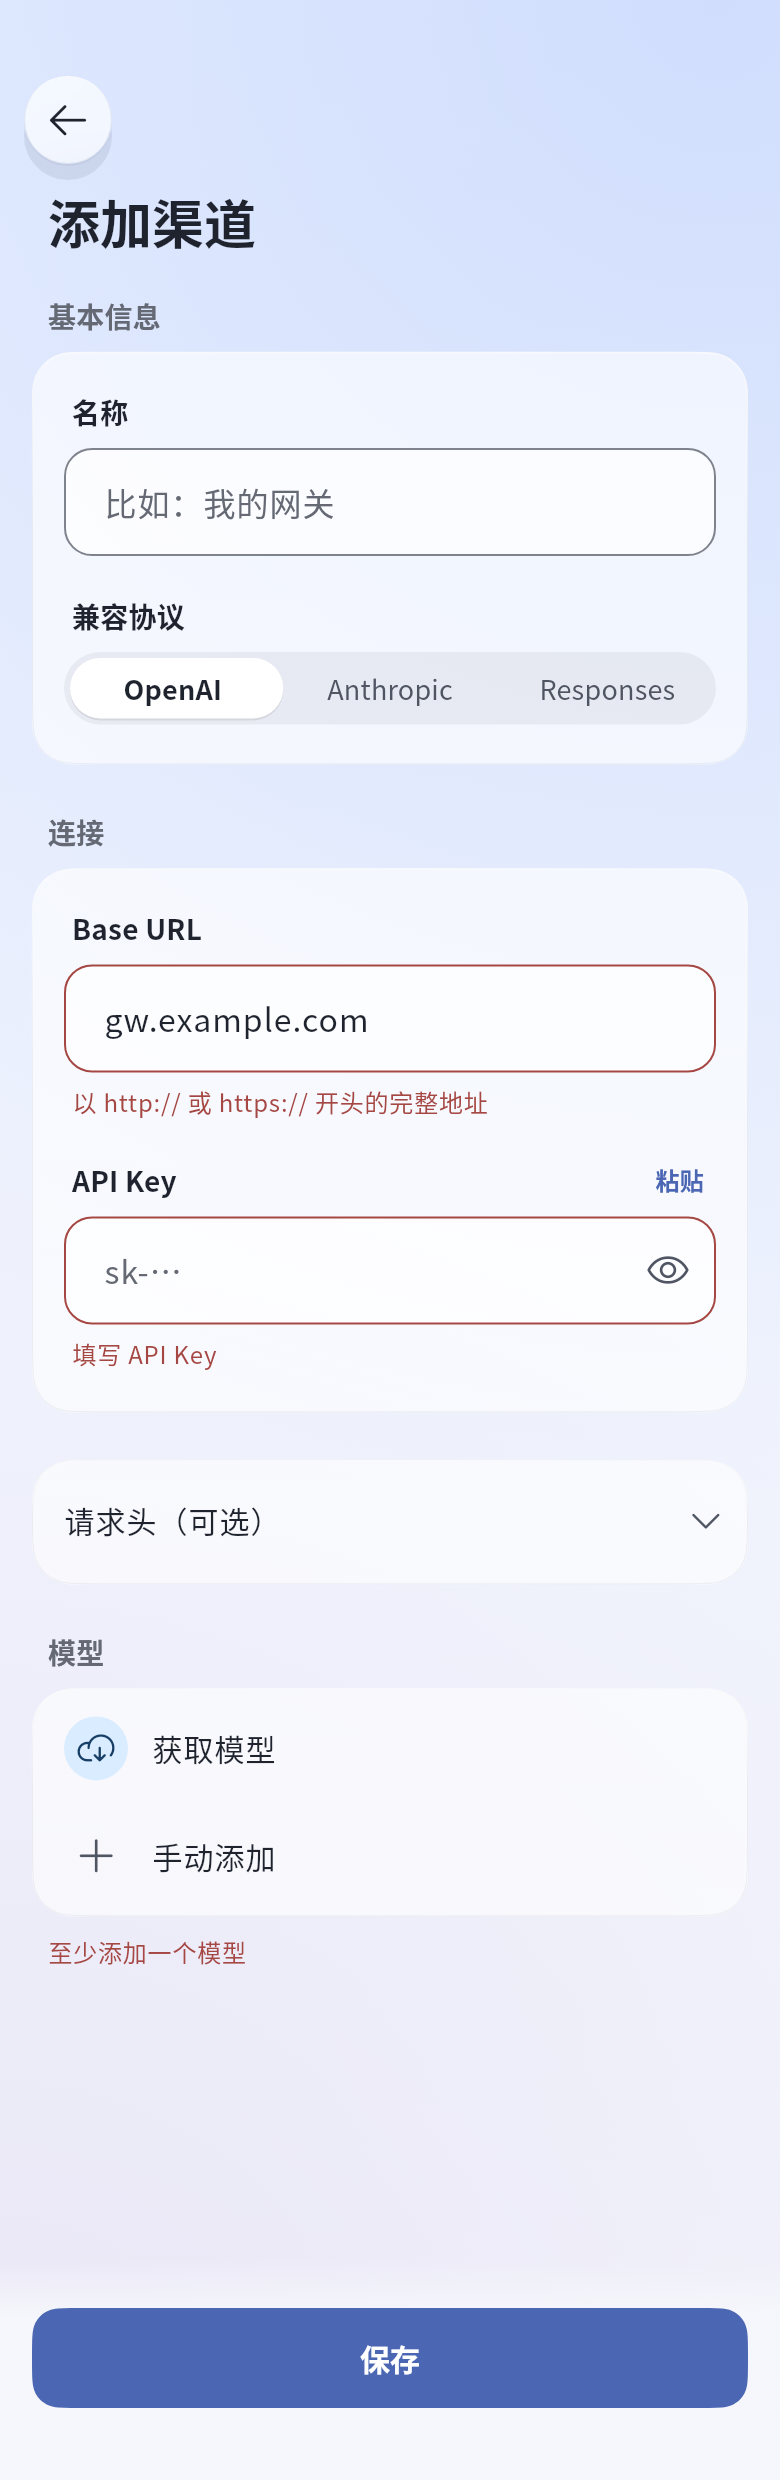 添加渠道
基本信息
名称
比如：我的网关
兼容协议
OpenAI Anthropic Responses
连接
Base URL
gw.example.com
以 http:// 或 https:// 开头的完整地址
API Key 粘贴
sk-…
填写 API Key
请求头（可选）
模型
获取模型
手动添加
至少添加一个模型
保存